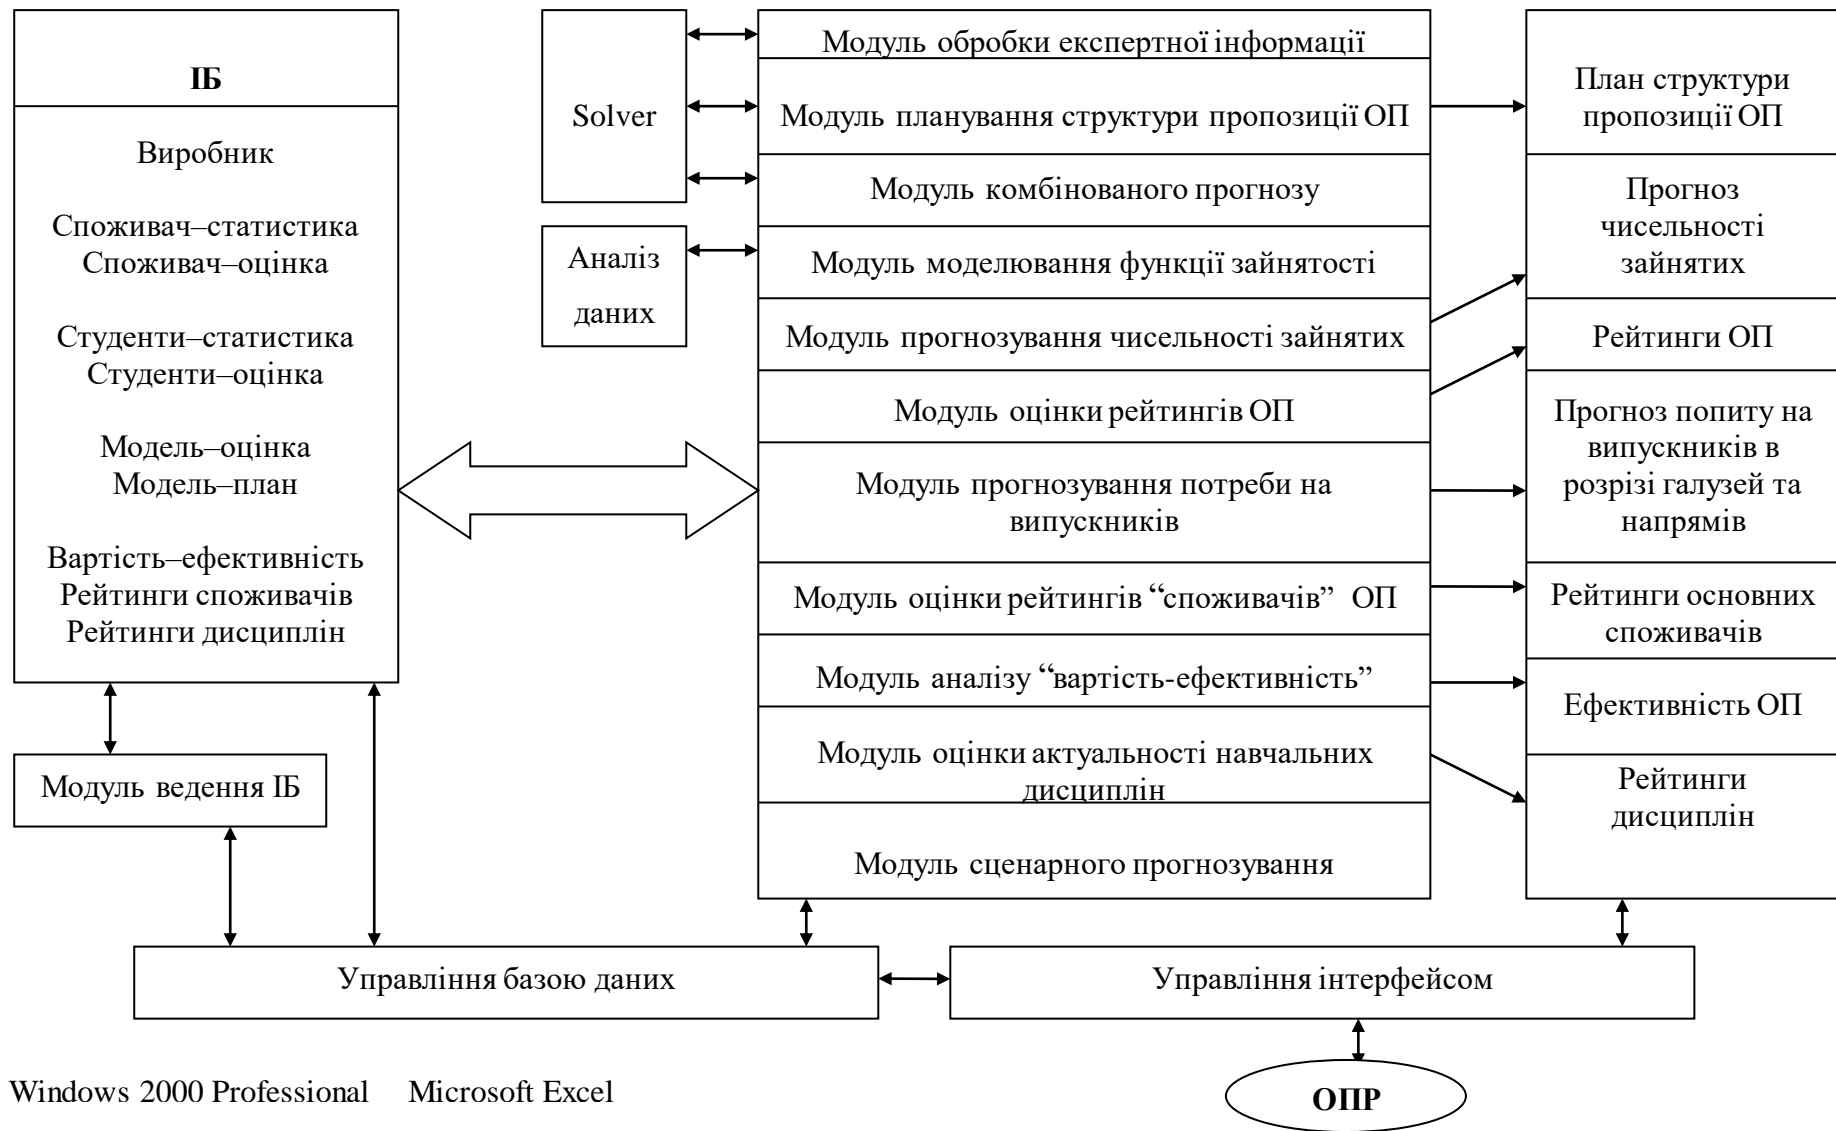 ІБ
Виробник
Споживач–статистика
Споживач–оцінка
Студенти–статистика
Студенти–оцінка
Модель–оцінка
Модель–план
Вартість–ефективність
Рейтинги споживачів
Рейтинги дисциплін
Модуль ведення ІБ
Solver
Аналіз
даних
Модуль обробки експертної інформації
Модуль планування структури пропозиції ОП
Модуль комбінованого прогнозу
Модуль моделювання функції зайнятості
Модуль прогнозування чисельності зайнятих
Модуль оцінки рейтингів ОП
Модуль прогнозування потреби на
випускників
Модуль оцінки рейтингів “споживачів” ОП
Модуль аналізу “вартість-ефективність”
Модуль оцінки актуальності навчальних
дисциплін
Модуль сценарного прогнозування
План структури
пропозиції ОП
Прогноз
чисельності
зайнятих
Рейтинги ОП
Прогноз попиту на
випускників в
розрізі галузей та
напрямів
Рейтинги основних
споживачів
Ефективність ОП
Рейтинги
дисциплін
Управління базою даних
Управління інтерфейсом
Windows 2000 Professional Microsoft Excel
ОПР